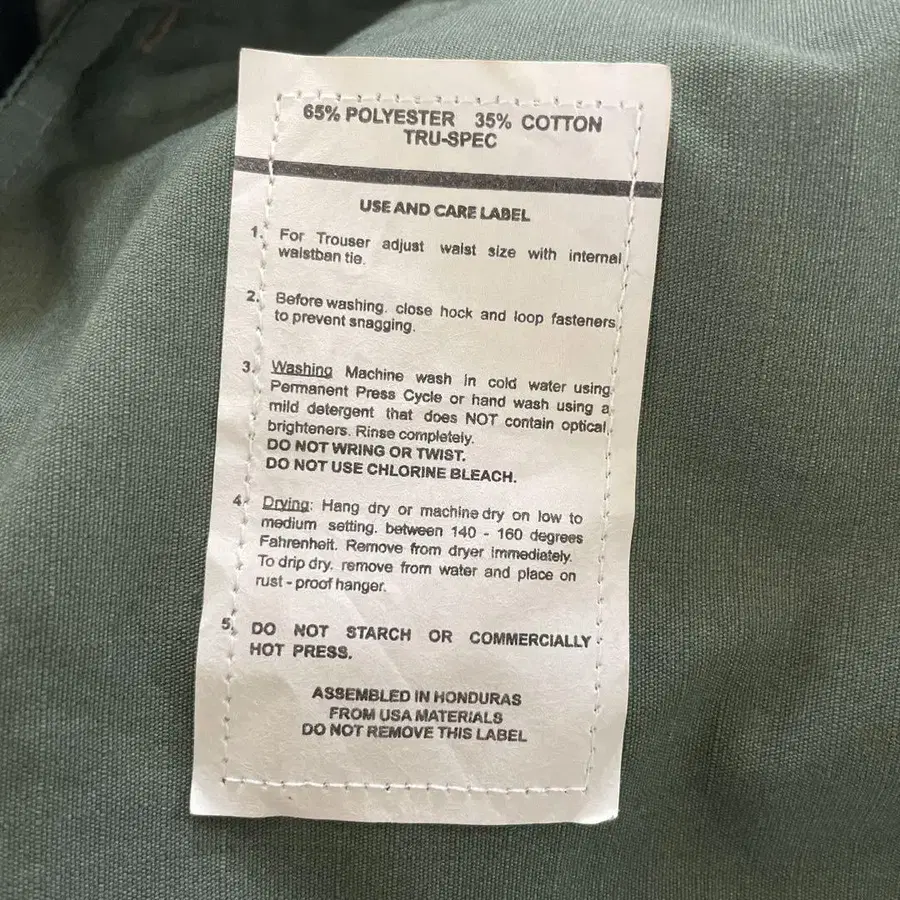 65% POLYESTER 35% COTTON
TRU-SPEC
USE AND CARE LABEL
1. For Trouser adjust waist size with internal
waistban tie.
2. Before washing. close hock and loop fasteners
to prevent snagging.
3. Washing Machine wash in cold water using
Permanent Press Cycle or hand wash using a
mild detergent that does NOT contain optical
brighteners. Rinse completely.
DO NOT WRING OR TWIST.
DO NOT USE CHLORINE BLEACH.
4. Drying: Hang dry or machine dry on low to
medium setting. between 140 - 160 degrees
Fahrenheit. Remove from dryer immediately.
To drip dry. remove from water and place on
rust - proof hanger.
5. DO NOT STARCH OR COMMERCIALLY
HOT PRESS.
ASSEMBLED IN HONDURAS
FROM USA MATERIALS
DO NOT REMOVE THIS LABEL